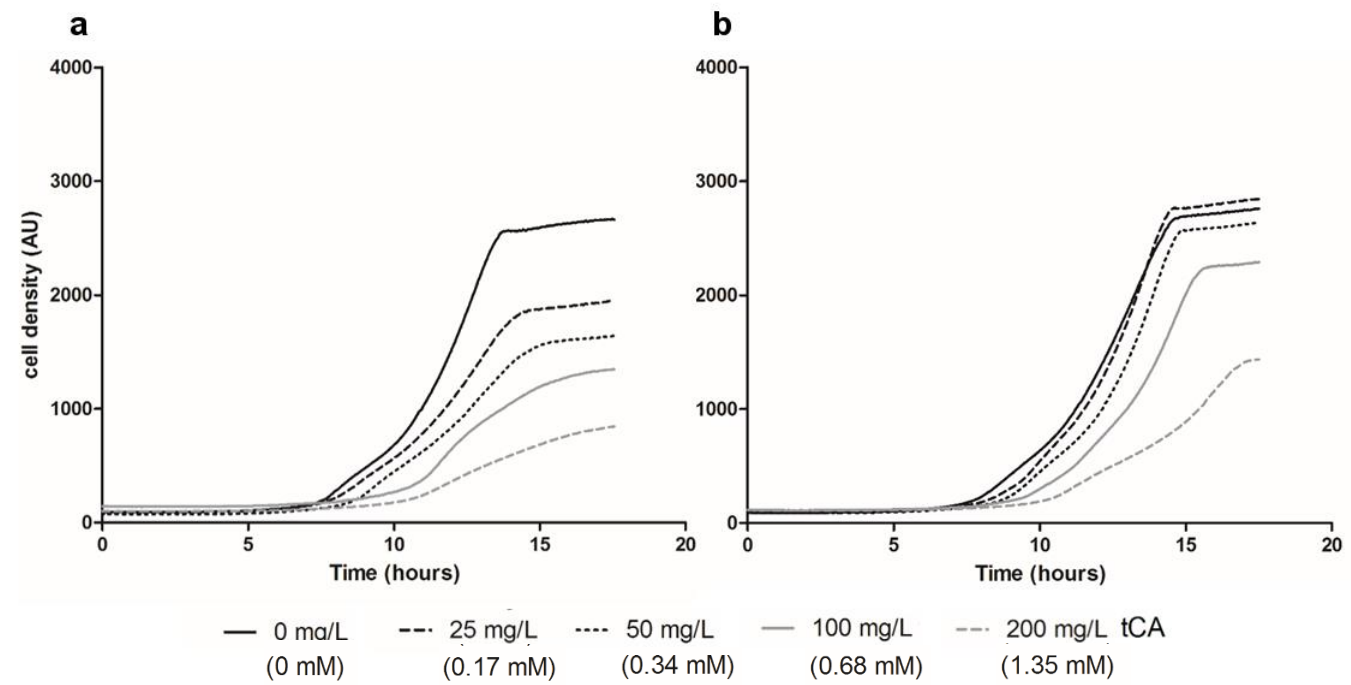 a
b
4000
3000
2000
1000
0
cell density (AU)
0 5 10 15 20
Time (hours)
4000
3000
2000
1000
0
0 5 10 15 20
Time (hours)
0 mg/L 25 mg/L 50 mg/L 100 mg/L 200 mg/L tCA
(0 mM) (0.17 mM) (0.34 mM) (0.68 mM) (1.35 mM)